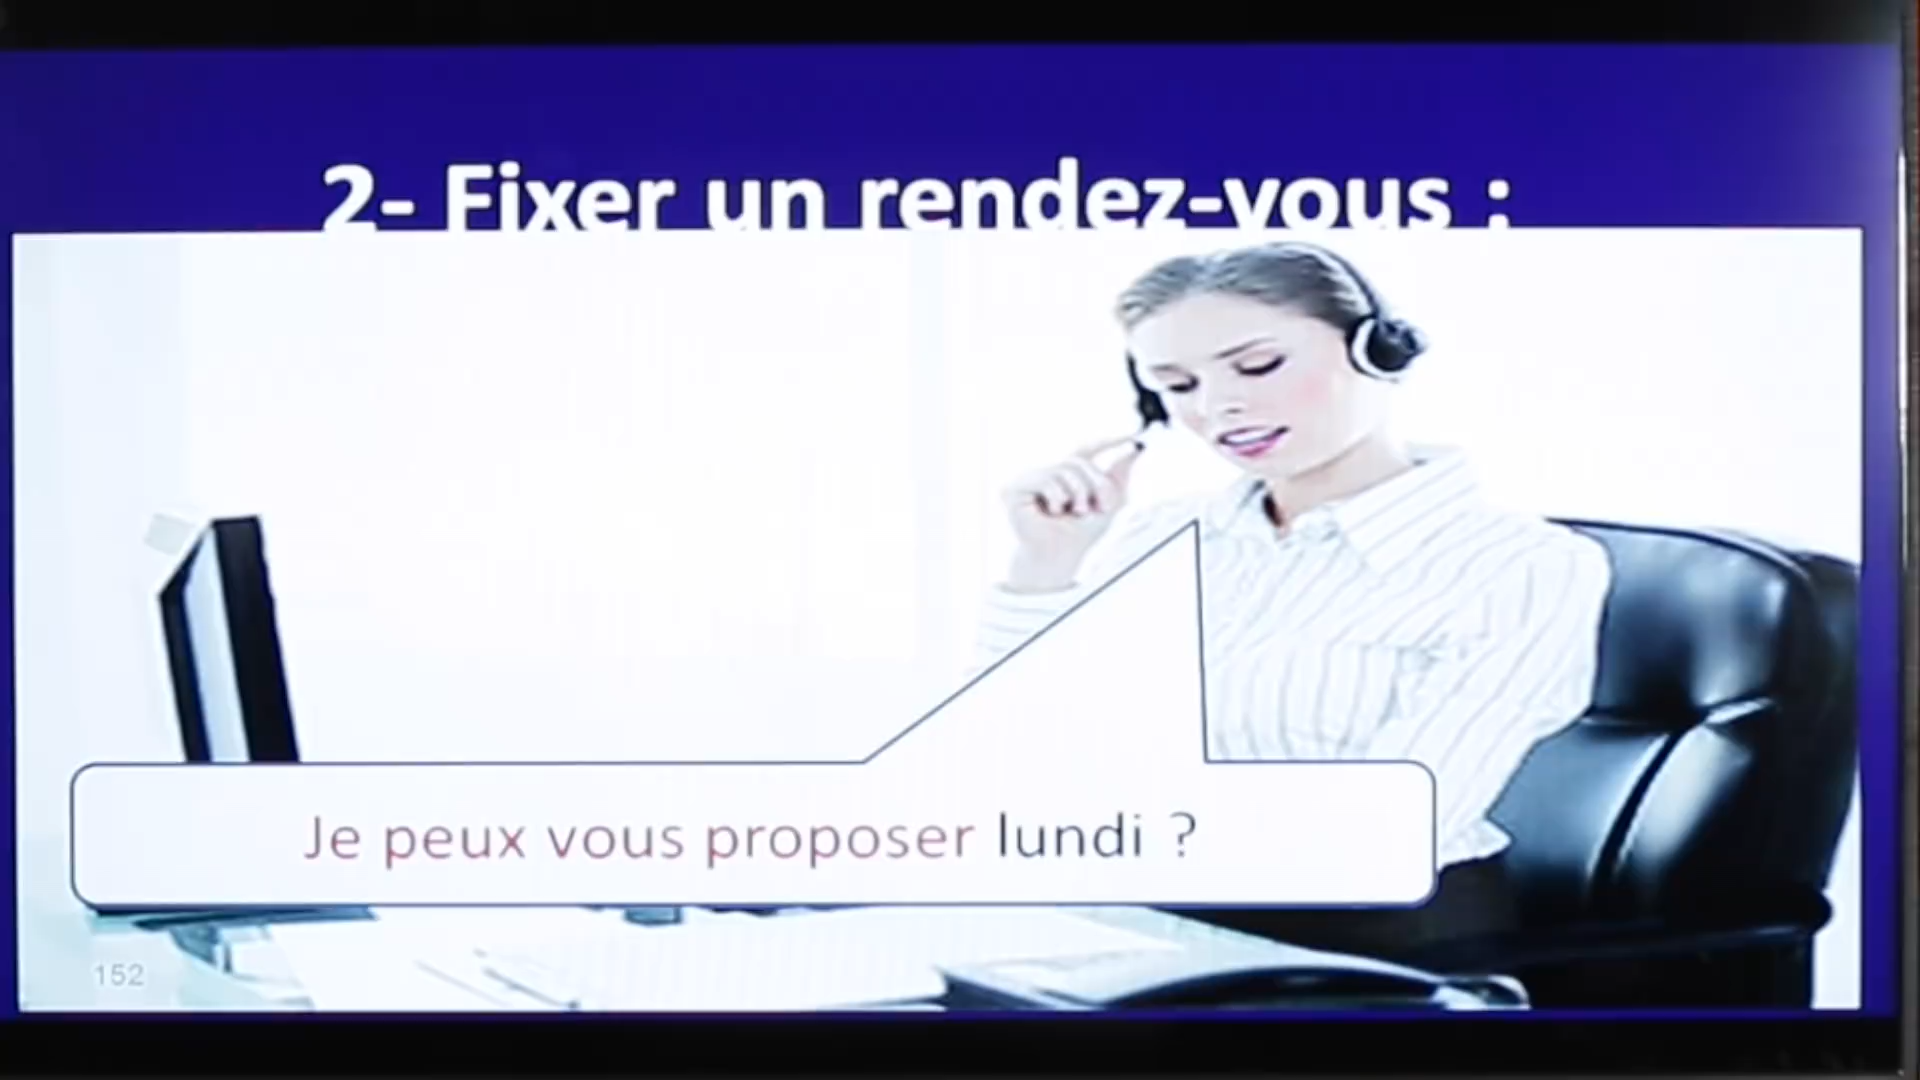 2- Fixer un rendez-vous :
Je peux vous proposer lundi ?
152